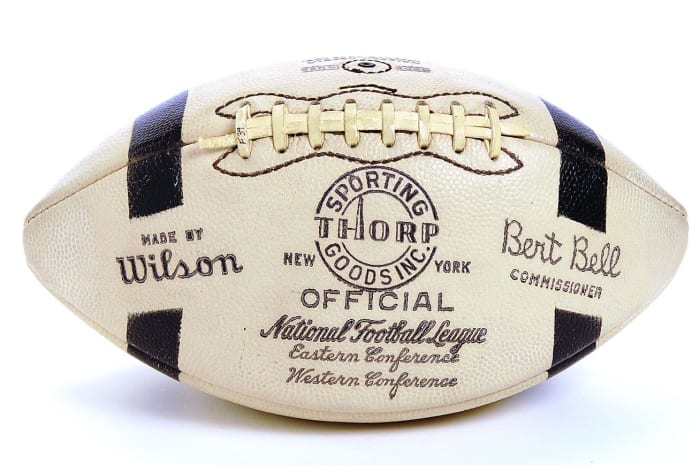 SPORTING
THORP
GOODS INC.
NEW YORK
MADE BY
Wilson
Bert Bell
COMMISSIONER
OFFICIAL
National Football League
Eastern Conference
Western Conference